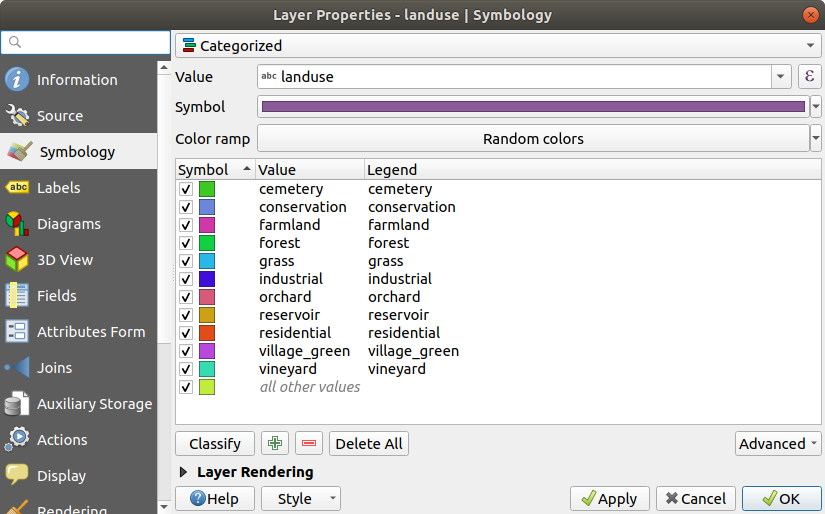 Layer Properties - landuse | Symbology
Information
Source
Symbology
Labels
Diagrams
3D View
Fields
Attributes Form
Joins
Auxiliary Storage
Actions
Display
Rendering
Categorized
Value abc landuse ε
Symbol
Color ramp Random colors
Symbol Value Legend
cemetery cemetery
conservation conservation
farmland farmland
forest forest
grass grass
industrial industrial
orchard orchard
reservoir reservoir
residential residential
village_green village_green
vineyard vineyard
all other values
Classify Delete All Advanced
Layer Rendering
Help Style Apply Cancel OK
abc